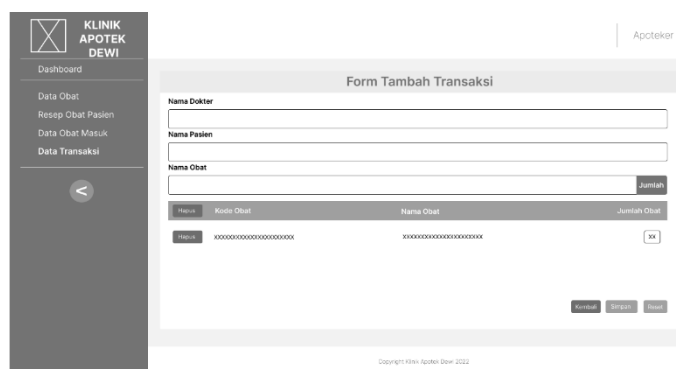 KLINIK
APOTEK
DEWI
Apoteker
Dashboard
Form Tambah Transaksi
Data Obat
Resep Obat Pasien
Data Obat Masuk
Data Transaksi
<
Nama Dokter
Nama Pasien
Nama Obat
Jumlah
Hapus Kode Obat Nama Obat Jumlah Obat
Hapus xxxxxxxxxxxxxxxxxxxxxxx xxxxxxxxxxxxxxxxxxxxxxx xx
Kembali Simpan Reset
Copyright Klinik Apotek Dewi 2022